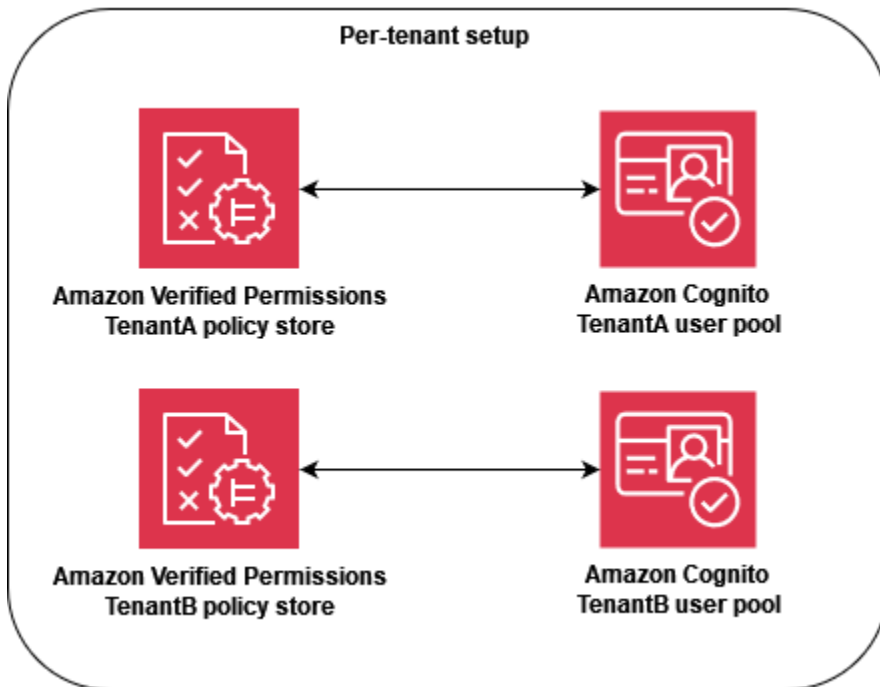 Per-tenant setup
Amazon Verified Permissions
TenantA policy store
Amazon Cognito
TenantA user pool
Amazon Verified Permissions
TenantB policy store
Amazon Cognito
TenantB user pool